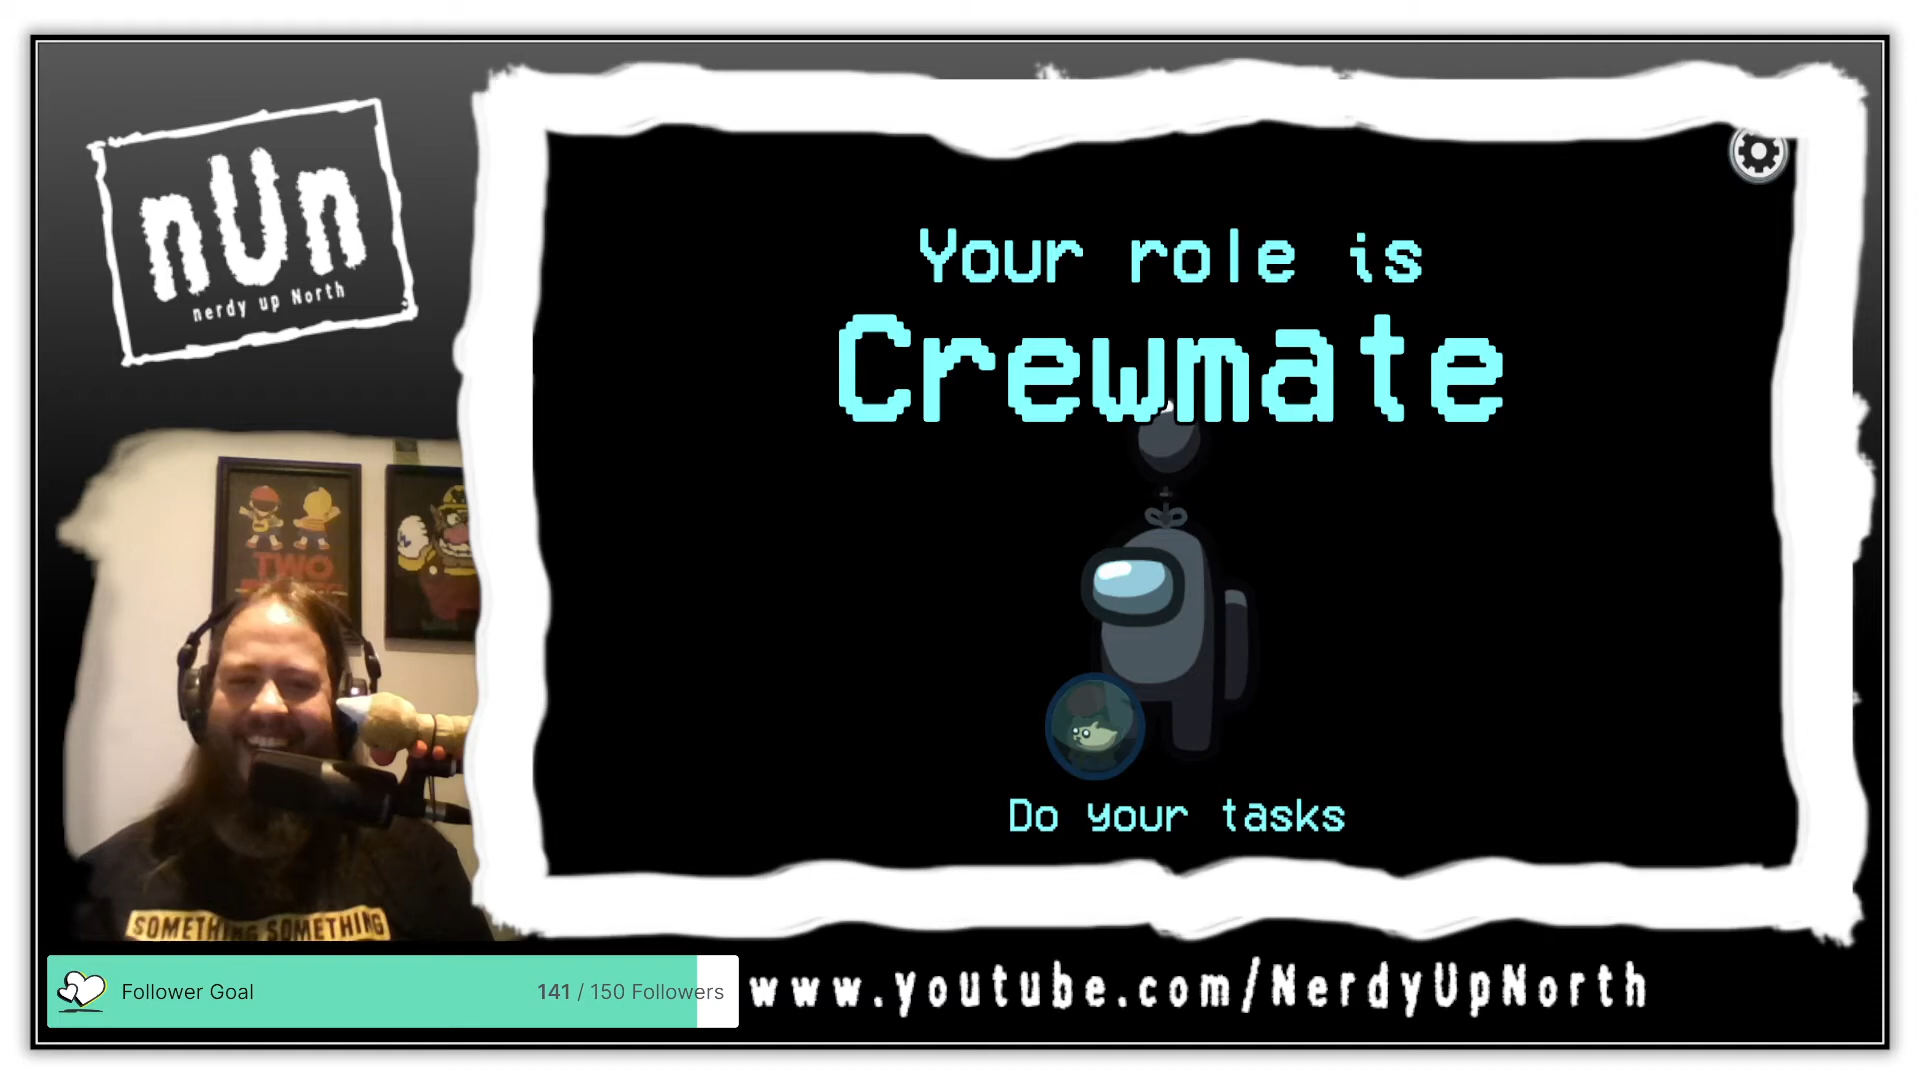 nUn
nerdy up North
Your role is
Crewmate
TWO
Do your tasks
SOMETHING SOMETHING
Follower Goal
141 / 150 Followers
www.youtube.com/NerdyUpNorth